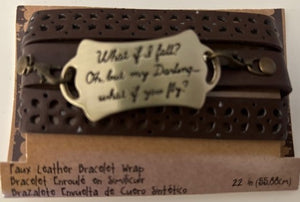 What if I fall?
Oh but my Darling...
what if you fly?
Faux Leather Bracelet Wrap
Bracelet Enroulé en Similicuir
Brazalete Envuelta de Cuero Sintético
22 in (55,88cm)